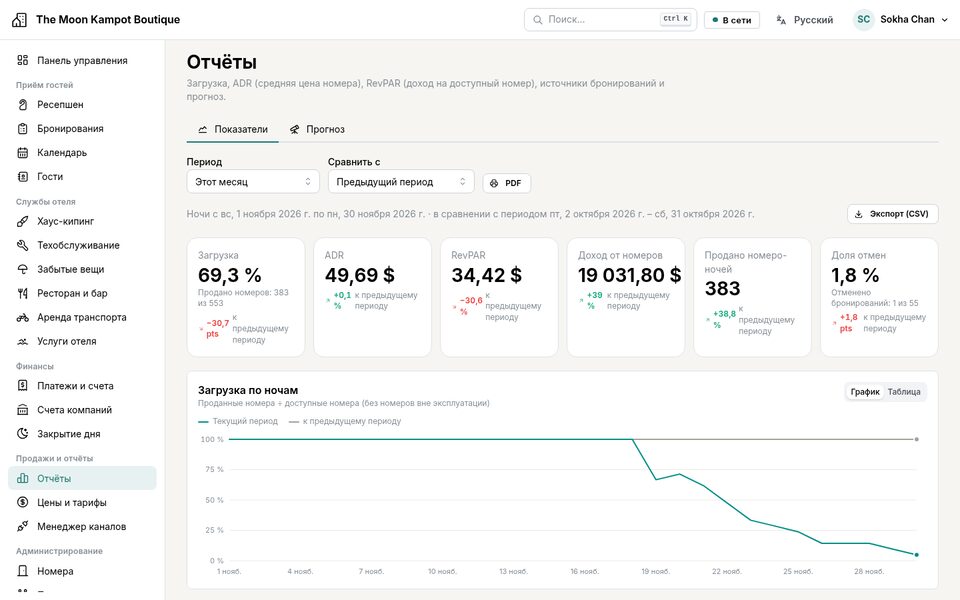 The Moon Kampot Boutique
Поиск...
Ctrl K
В сети
Русский
SC
Sokha Chan
Панель управления
Приём гостей
Ресепшен
Бронирования
Календарь
Гости
Службы отеля
Хаус-кипинг
Техобслуживание
Забытые вещи
Ресторан и бар
Аренда транспорта
Услуги отеля
Финансы
Платежи и счета
Счета компаний
Закрытие дня
Продажи и отчёты
Отчёты
Цены и тарифы
Менеджер каналов
Администрирование
Номера
Отчёты
Загрузка, ADR (средняя цена номера), RevPAR (доход на доступный номер), источники бронирований и
прогноз.
Показатели
Прогноз
Период
Сравнить с
Этот месяц
Предыдущий период
PDF
Ночи с вс, 1 ноября 2026 г. по пн, 30 ноября 2026 г. · в сравнении с периодом пт, 2 октября 2026 г. – сб, 31 октября 2026 г.
Экспорт (CSV)
Загрузка
69,3 %
Продано номеров: 383
из 553
−30,7
pts
к
предыдущему
периоду
ADR
49,69 $
+0,1
%
к предыдущему
периоду
RevPAR
34,42 $
−30,6
%
к
предыдущему
периоду
Доход от номеров
19 031,80 $
+39
%
к предыдущему
периоду
Продано номеро-
ночей
383
+38,8
%
к
предыдущему
периоду
Доля отмен
1,8 %
Отменено
бронирований: 1 из 55
+1,8
pts
к предыдущему
периоду
Загрузка по ночам
Проданные номера ÷ доступные номера (без номеров вне эксплуатации)
График
Таблица
Текущий период
к предыдущему периоду
100 %
75 %
50 %
25 %
0 %
1 нояб.
4 нояб.
7 нояб.
10 нояб.
13 нояб.
16 нояб.
19 нояб.
22 нояб.
25 нояб.
28 нояб.